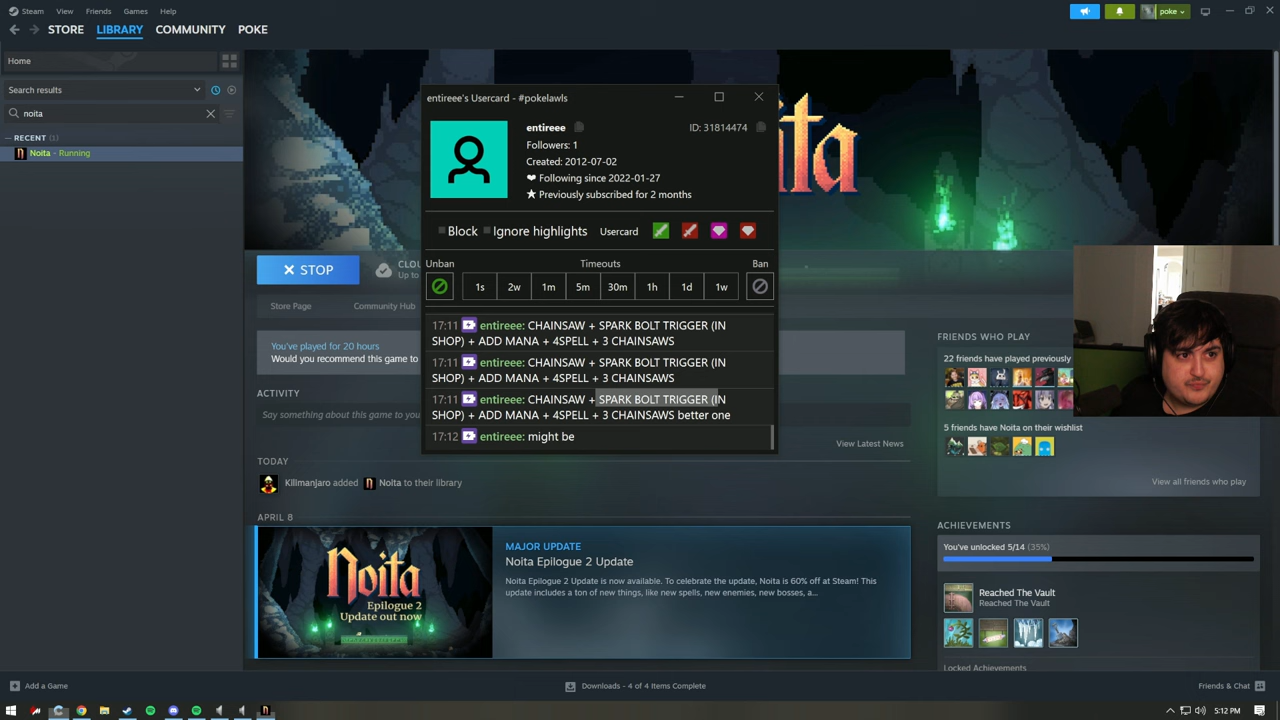 Steam View Friends Games Help
poke
STORE LIBRARY COMMUNITY POKE
Home
Search results
noita
RECENT (1)
Noita - Running
entireee's Usercard - #pokelawls
entireee
ID: 31814474
Followers: 1
Created: 2012-07-02
Following since 2022-01-27
Previously subscribed for 2 months
Block Ignore highlights Usercard
Unban Timeouts Ban
1s 2w 1m 5m 30m 1h 1d 1w
17:11 entireee: CHAINSAW + SPARK BOLT TRIGGER (IN
SHOP) + ADD MANA + 4SPELL + 3 CHAINSAWS
17:11 entireee: CHAINSAW + SPARK BOLT TRIGGER (IN
SHOP) + ADD MANA + 4SPELL + 3 CHAINSAWS
17:11 entireee: CHAINSAW + SPARK BOLT TRIGGER (IN
SHOP) + ADD MANA + 4SPELL + 3 CHAINSAWS better one
17:12 entireee: might be
ita
STOP
CLOU
Up to
Store Page Community Hub
You've played for 20 hours
Would you recommend this game to
ACTIVITY
Say something about this game to you
View Latest News
TODAY
Kilimanjaro added Noita to their library
APRIL 8
Noita
Epilogue 2
Update out now
MAJOR UPDATE
Noita Epilogue 2 Update
Noita Epilogue 2 Update is now available. To celebrate the update, Noita is 60% off at Steam! This
update includes a ton of new things, like new spells, new enemies, new bosses, a...
FRIENDS WHO PLAY
22 friends have played previously
5 friends have Noita on their wishlist
View all friends who play
ACHIEVEMENTS
You've unlocked 5/14 (35%)
Reached The Vault
Reached The Vault
Locked Achievements
Add a Game
Downloads - 4 of 4 Items Complete
Friends & Chat
5:12 PM